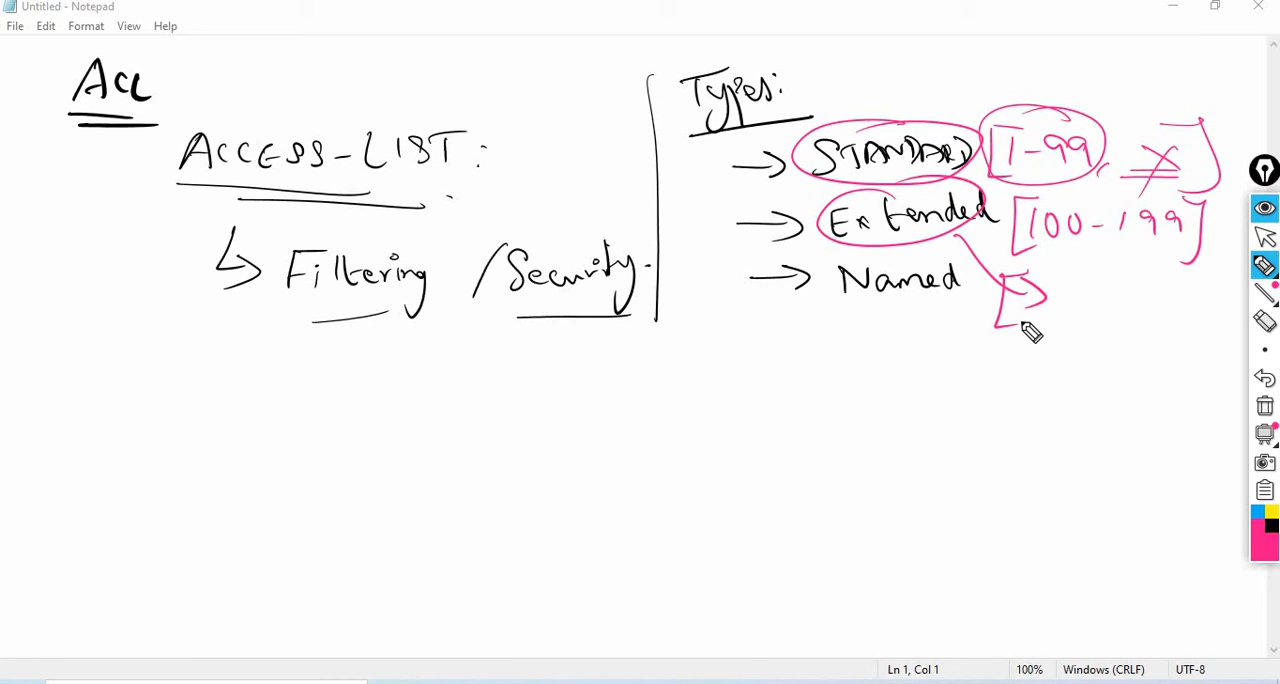 Untitled - Notepad
File Edit Format View Help
ACL
ACCESS-LIST:
↳ Filtering / Security.
Types:
→ STANDARD [1-99, X]
→ Extended [100-199]
→ Named [
Ln 1, Col 1 100% Windows (CRLF) UTF-8